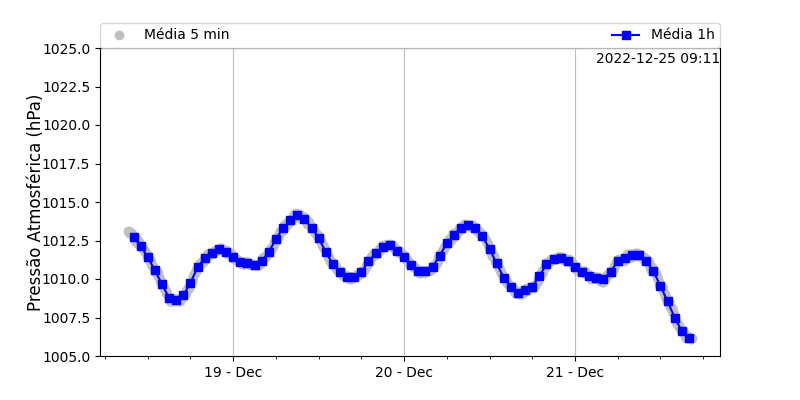 Média 5 min
Média 1h
2022-12-25 09:11
Pressão Atmosférica (hPa)
1025.0
1022.5
1020.0
1017.5
1015.0
1012.5
1010.0
1007.5
1005.0
19 - Dec
20 - Dec
21 - Dec